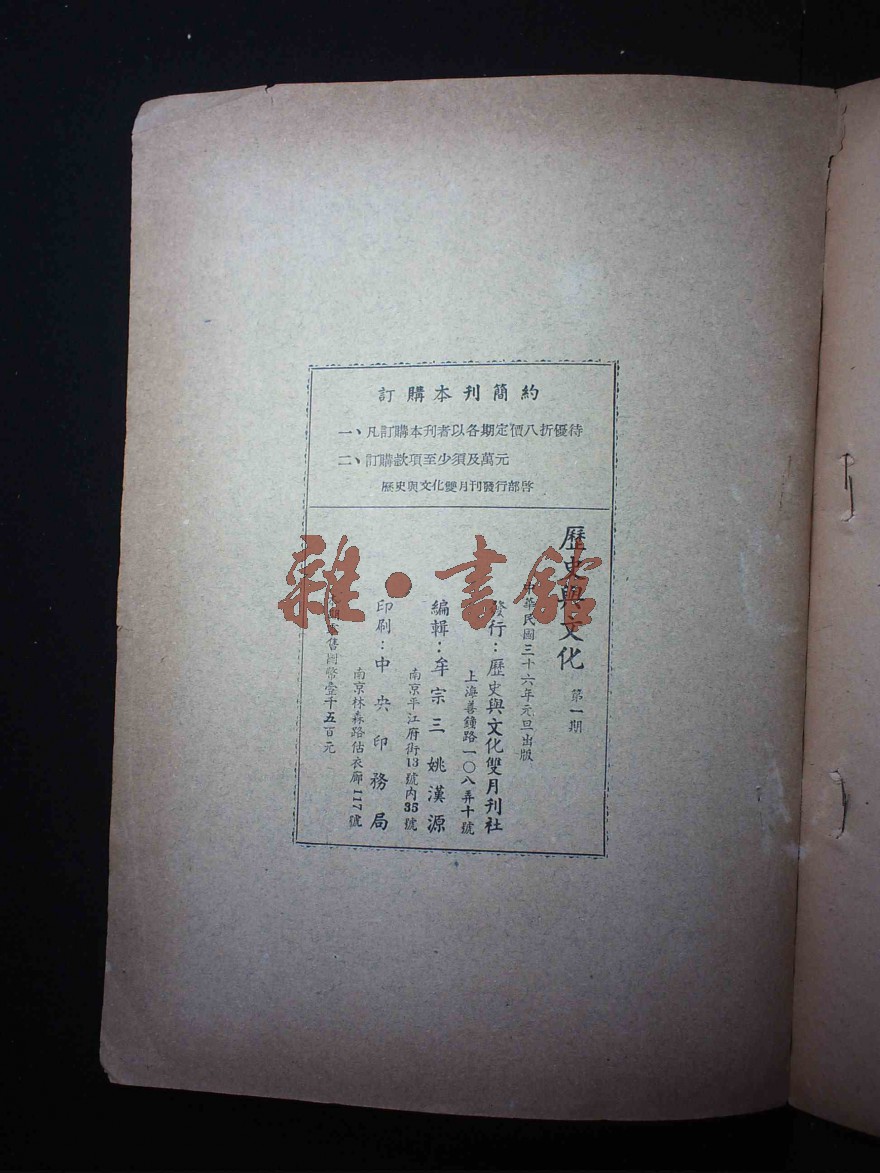 訂購本刊簡約
一、凡訂購本刊者以各期定價八折優待
二、訂購款項至少須及萬元
歷史與文化雙月刊發行部啓
歷史與文化 第一期
中華民國三十六年元旦出版
發行：歷史與文化雙月刊社
上海善鐘路一〇八弄十號
編輯：牟宗三 姚漢源
南京平江府街13號內35號
印刷：中央印務局
南京林森路估衣廊117號
售國幣壹千五百元
雜·書館